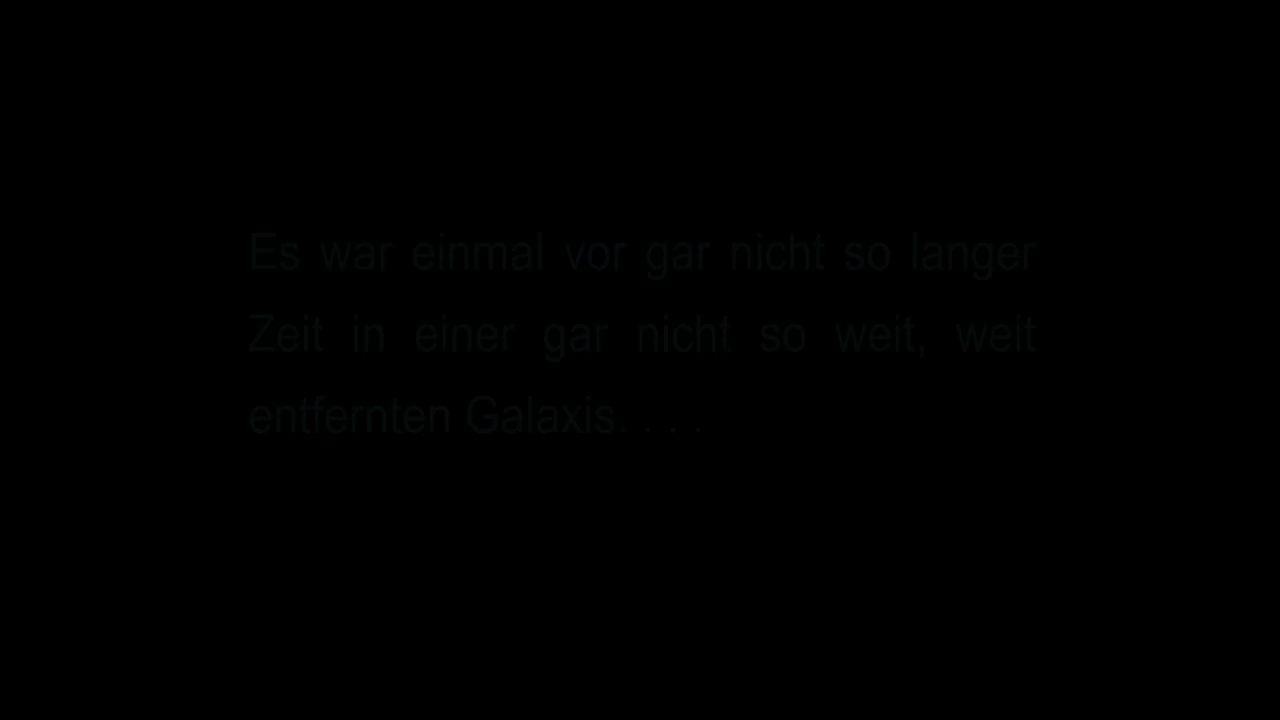 Es war einmal vor gar nicht so langer
Zeit in einer gar nicht so weit, weit
entfernten Galaxis. . . .